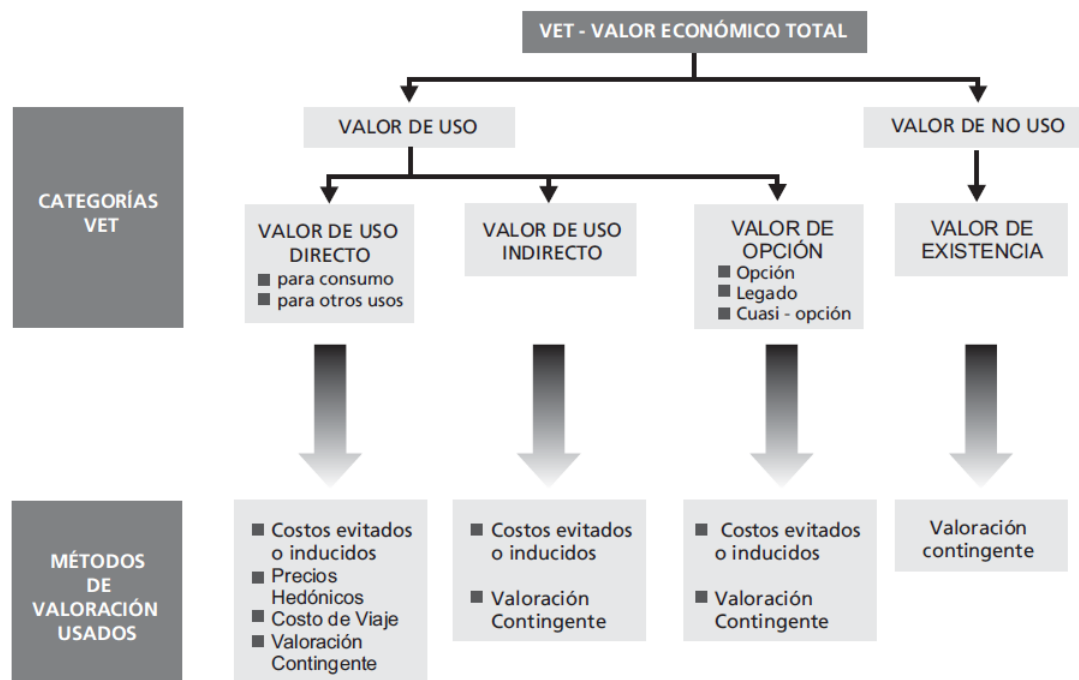 VET - VALOR ECONÓMICO TOTAL
VALOR DE USO
VALOR DE NO USO
CATEGORÍAS
VET
VALOR DE USO
DIRECTO
para consumo
para otros usos
VALOR DE USO
INDIRECTO
VALOR DE
OPCIÓN
Opción
Legado
Cuasi - opción
VALOR DE
EXISTENCIA
MÉTODOS
DE
VALORACIÓN
USADOS
Costos evitados
o inducidos
Precios
Hedónicos
Costo de Viaje
Valoración
Contingente
Costos evitados
o inducidos
Valoración
Contingente
Costos evitados
o inducidos
Valoración
Contingente
Valoración
contingente